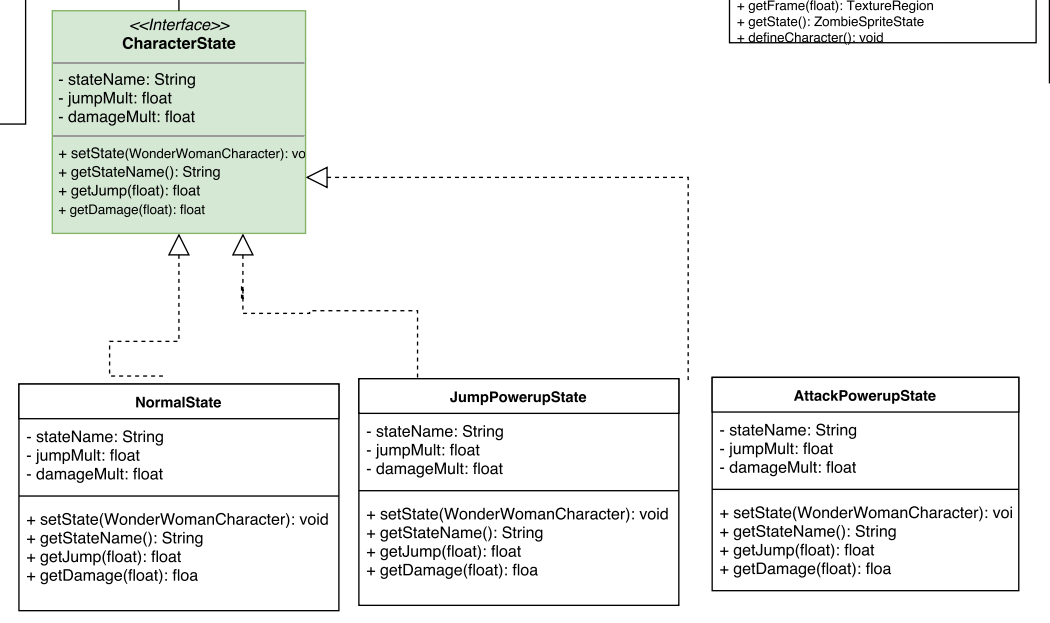 <<Interface>>
CharacterState
- stateName: String
- jumpMult: float
- damageMult: float
+ setState(WonderWomanCharacter): vo
+ getStateName(): String
+ getJump(float): float
+ getDamage(float): float
+ getFrame(float): TextureRegion
+ getState(): ZombieSpriteState
+ defineCharacter(): void
NormalState
- stateName: String
- jumpMult: float
- damageMult: float
+ setState(WonderWomanCharacter): void
+ getStateName(): String
+ getJump(float): float
+ getDamage(float): floa
JumpPowerupState
- stateName: String
- jumpMult: float
- damageMult: float
+ setState(WonderWomanCharacter): void
+ getStateName(): String
+ getJump(float): float
+ getDamage(float): floa
AttackPowerupState
- stateName: String
- jumpMult: float
- damageMult: float
+ setState(WonderWomanCharacter): voi
+ getStateName(): String
+ getJump(float): float
+ getDamage(float): floa